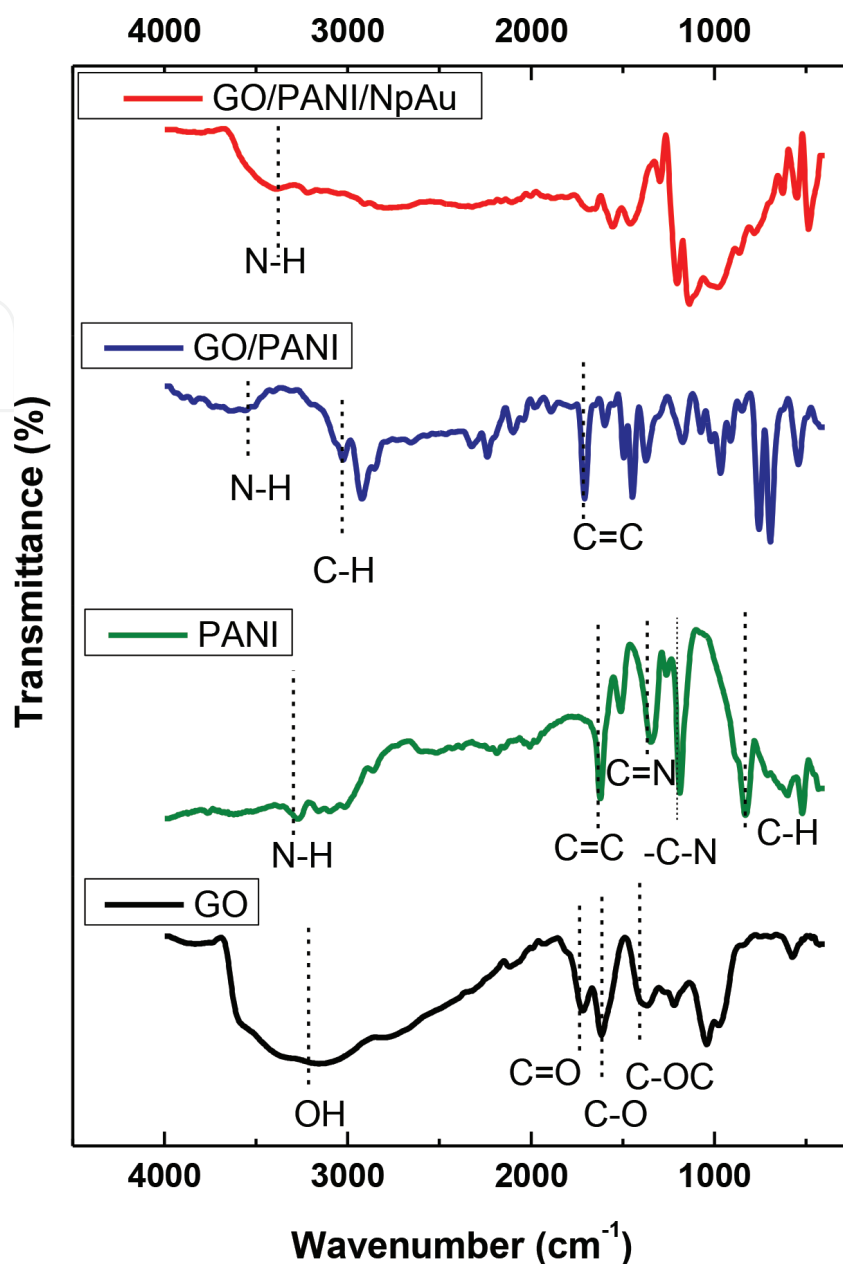 4000 3000 2000 1000
GO/PANI/NpAu
N-H
GO/PANI
N-H
C-H
C=C
PANI
N-H
C=C
C=N
-C-N
C-H
GO
OH
C=O
C-O
C-OC
4000 3000 2000 1000
Wavenumber (cm⁻¹)
Transmittance (%)